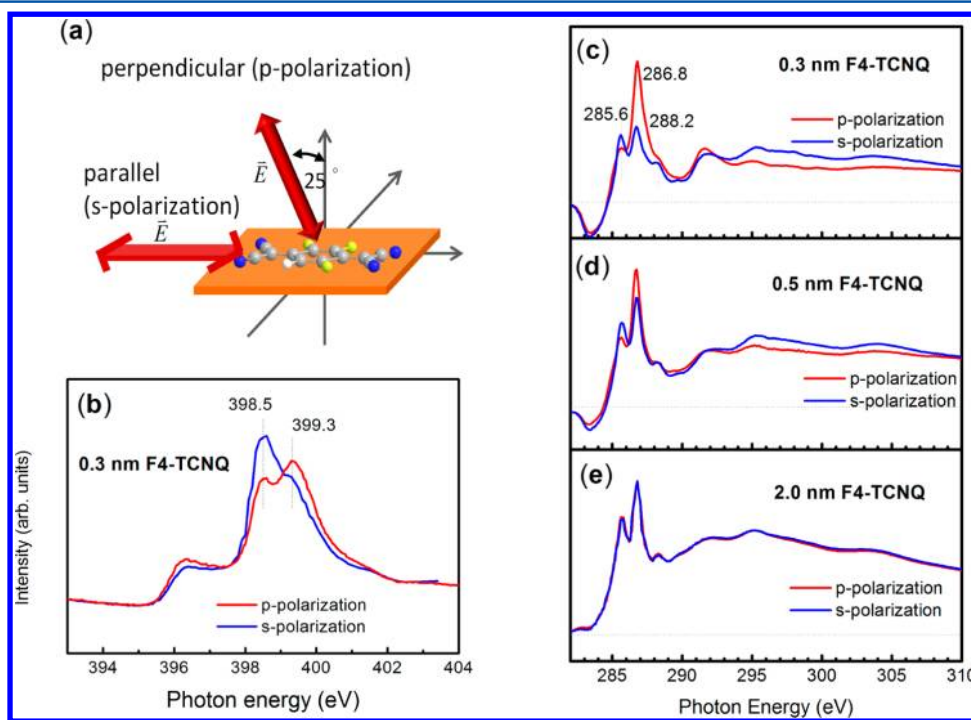 (a)
perpendicular (p-polarization)
E
25 °
parallel
(s-polarization)
E
(b)
398.5
399.3
0.3 nm F4-TCNQ
Intensity (arb. units)
p-polarization
s-polarization
394 396 398 400 402 404
Photon energy (eV)
(c)
0.3 nm F4-TCNQ
286.8
285.6
288.2
p-polarization
s-polarization
(d)
0.5 nm F4-TCNQ
p-polarization
s-polarization
(e)
2.0 nm F4-TCNQ
p-polarization
s-polarization
285 290 295 300 305 310
Photon Energy (eV)